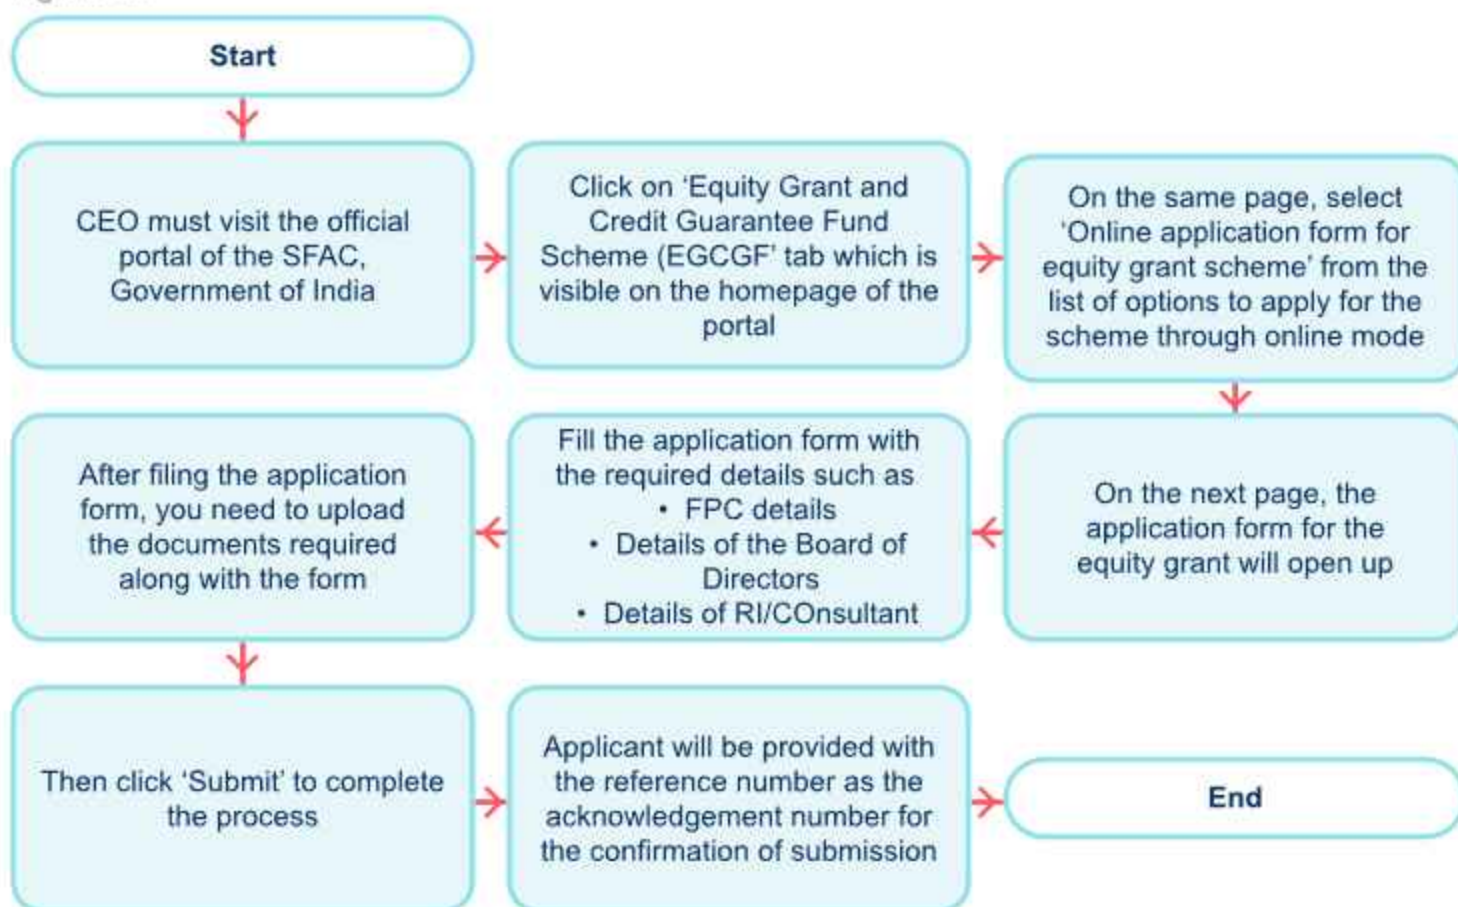 Start
CEO must visit the official
portal of the SFAC,
Government of India
Click on ‘Equity Grant and
Credit Guarantee Fund
Scheme (EGCGF’ tab which is
visible on the homepage of the
portal
On the same page, select
‘Online application form for
equity grant scheme’ from the
list of options to apply for the
scheme through online mode
On the next page, the
application form for the
equity grant will open up
Fill the application form with
the required details such as
• FPC details
• Details of the Board of
Directors
• Details of RI/COnsultant
After filing the application
form, you need to upload
the documents required
along with the form
Then click ‘Submit’ to complete
the process
Applicant will be provided with
the reference number as the
acknowledgement number for
the confirmation of submission
End